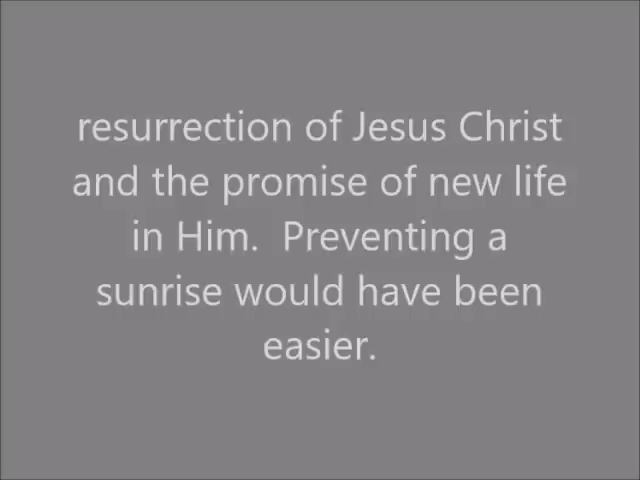 resurrection of Jesus Christ
and the promise of new life
in Him.  Preventing a
sunrise would have been
easier.